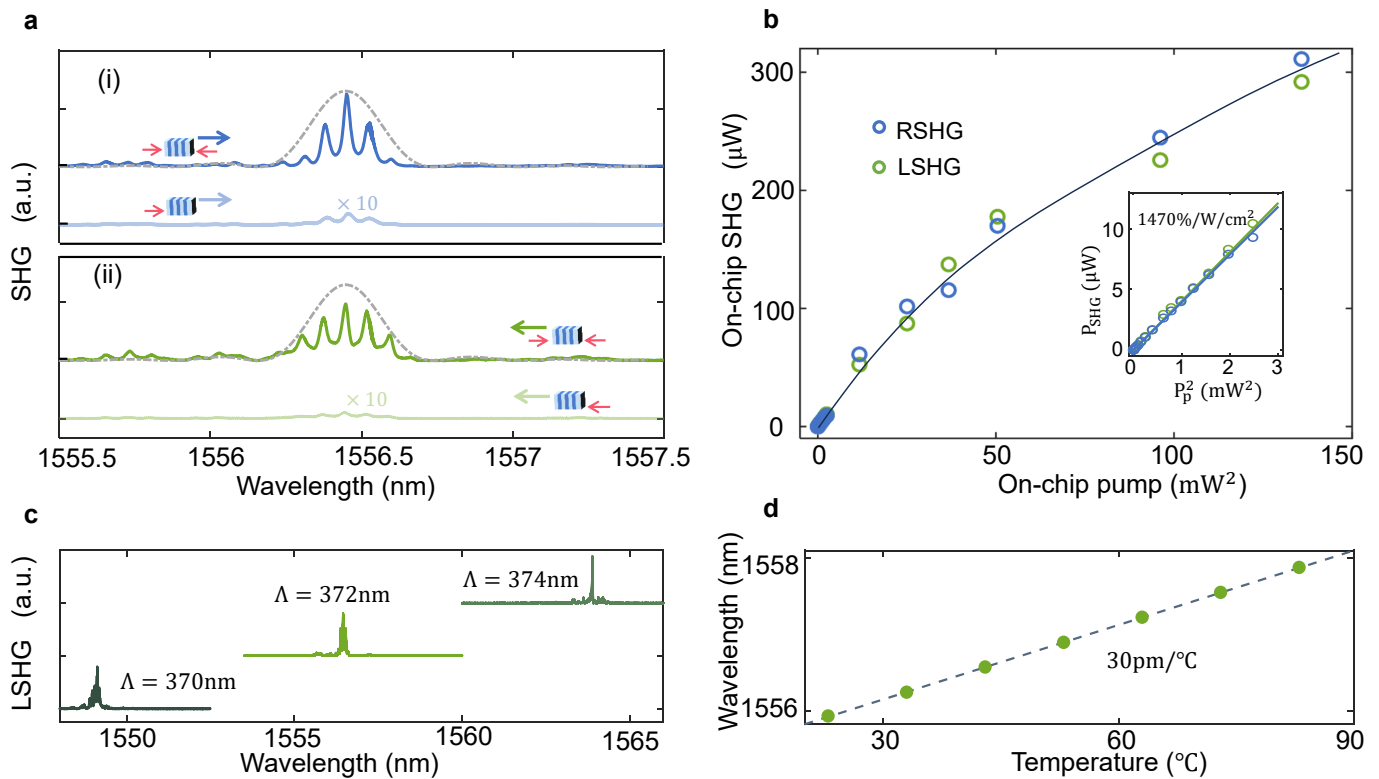 a
(i)
× 10
(ii)
× 10
SHG (a.u.)
1555.5 1556 1556.5 1557 1557.5
Wavelength (nm)
b
300
200
100
0
On-chip SHG (μW)
RSHG
LSHG
1470%/W/cm²
10
5
0
P_SHG (μW)
0 1 2 3
P_p² (mW²)
0 50 100 150
On-chip pump (mW²)
c
LSHG (a.u.)
Λ = 370nm
Λ = 372nm
Λ = 374nm
1550 1555 1560 1565
Wavelength (nm)
d
1558
1556
Wavelength (nm)
30pm/℃
30 60 90
Temperature (℃)